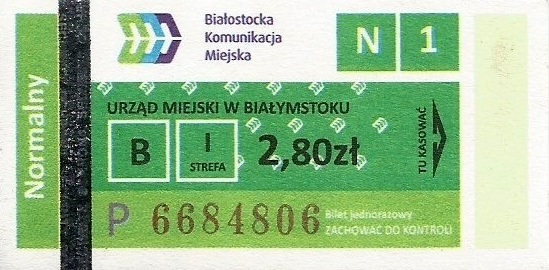 Białostocka
Komunikacja
Miejska
N 1
Normalny
URZĄD MIEJSKI W BIAŁYMSTOKU
B I 2,80zł
STREFA
TU KASOWAĆ
P 6684806
Bilet jednorazowy
ZACHOWAĆ DO KONTROLI